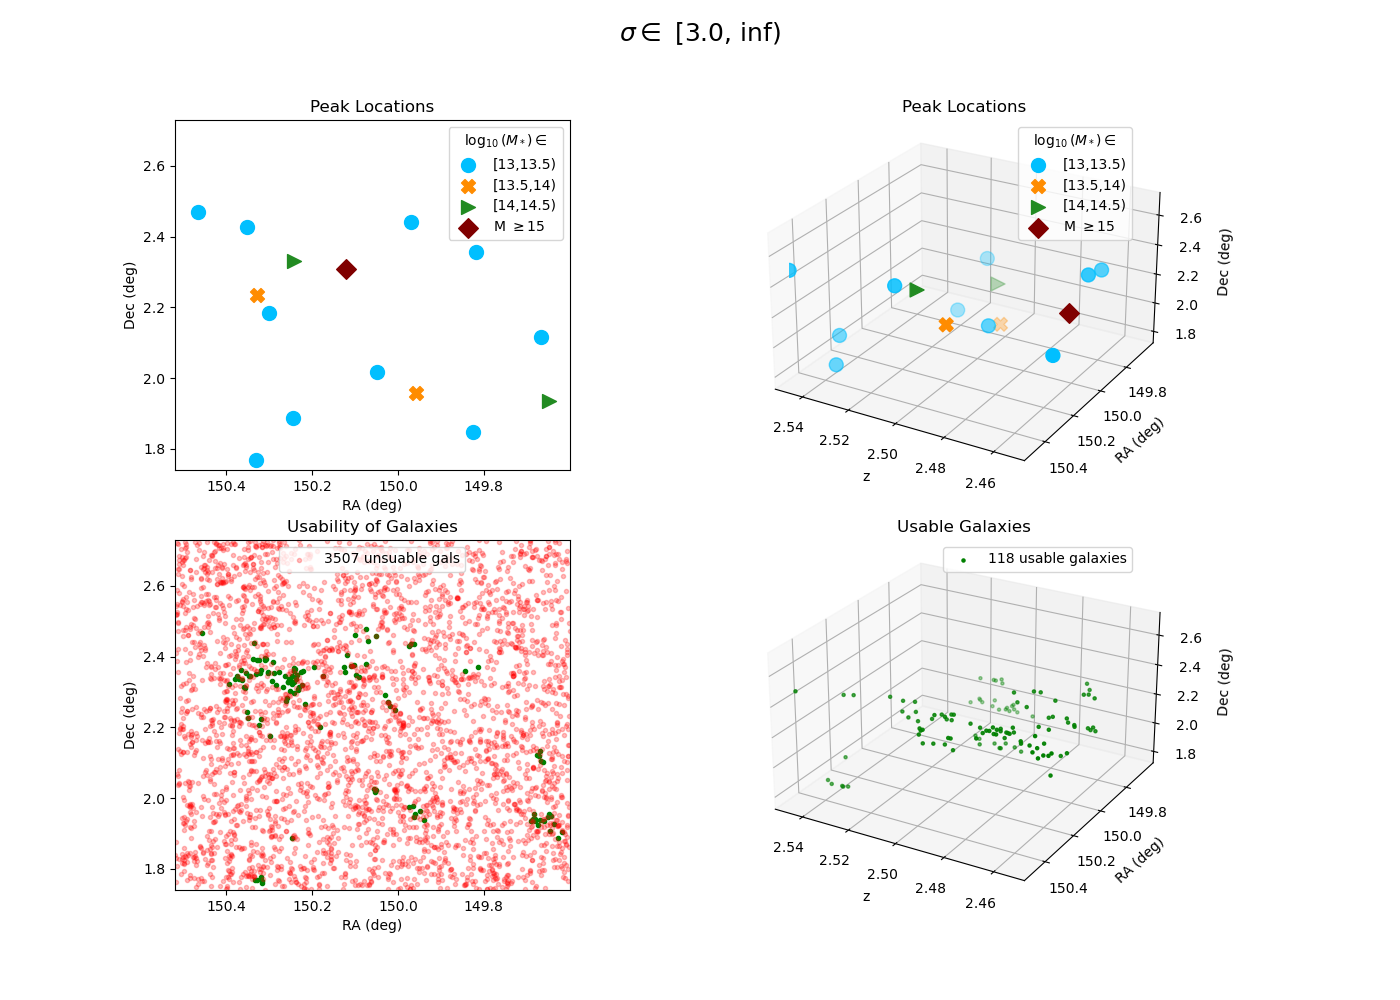 σ ∈ [3.0, inf)
Peak Locations
log₁₀(M*) ∈
[13,13.5)
[13.5,14)
[14,14.5)
M ≥15
2.6
2.4
2.2
2.0
1.8
Dec (deg)
150.4 150.2 150.0 149.8
RA (deg)
Peak Locations
log₁₀(M*) ∈
[13,13.5)
[13.5,14)
[14,14.5)
M ≥15
2.6
2.4
2.2
2.0
1.8
Dec (deg)
149.8
150.0
150.2
150.4
RA (deg)
2.54
2.52
2.50
2.48
2.46
z
Usability of Galaxies
3507 unsuable gals
2.6
2.4
2.2
2.0
1.8
Dec (deg)
150.4 150.2 150.0 149.8
RA (deg)
Usable Galaxies
118 usable galaxies
2.6
2.4
2.2
2.0
1.8
Dec (deg)
149.8
150.0
150.2
150.4
RA (deg)
2.54
2.52
2.50
2.48
2.46
z